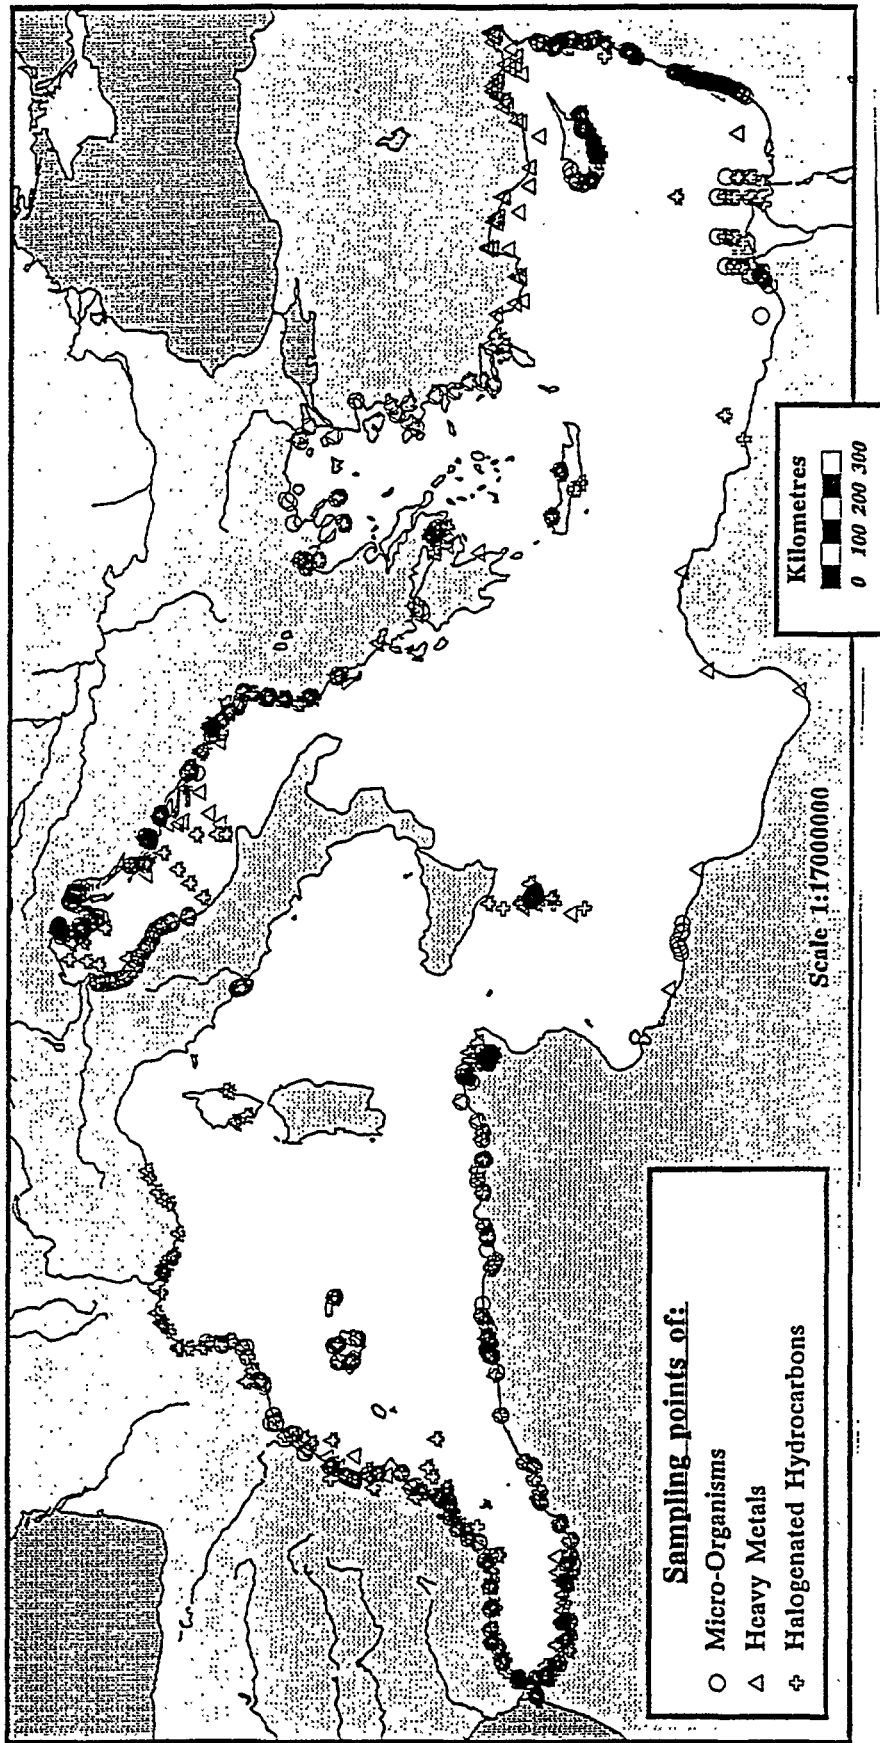 Sampling points of:
Micro-Organisms
Heavy Metals
Halogenated Hydrocarbons
Scale 1:17000000
Kilometres
0 100 200 300